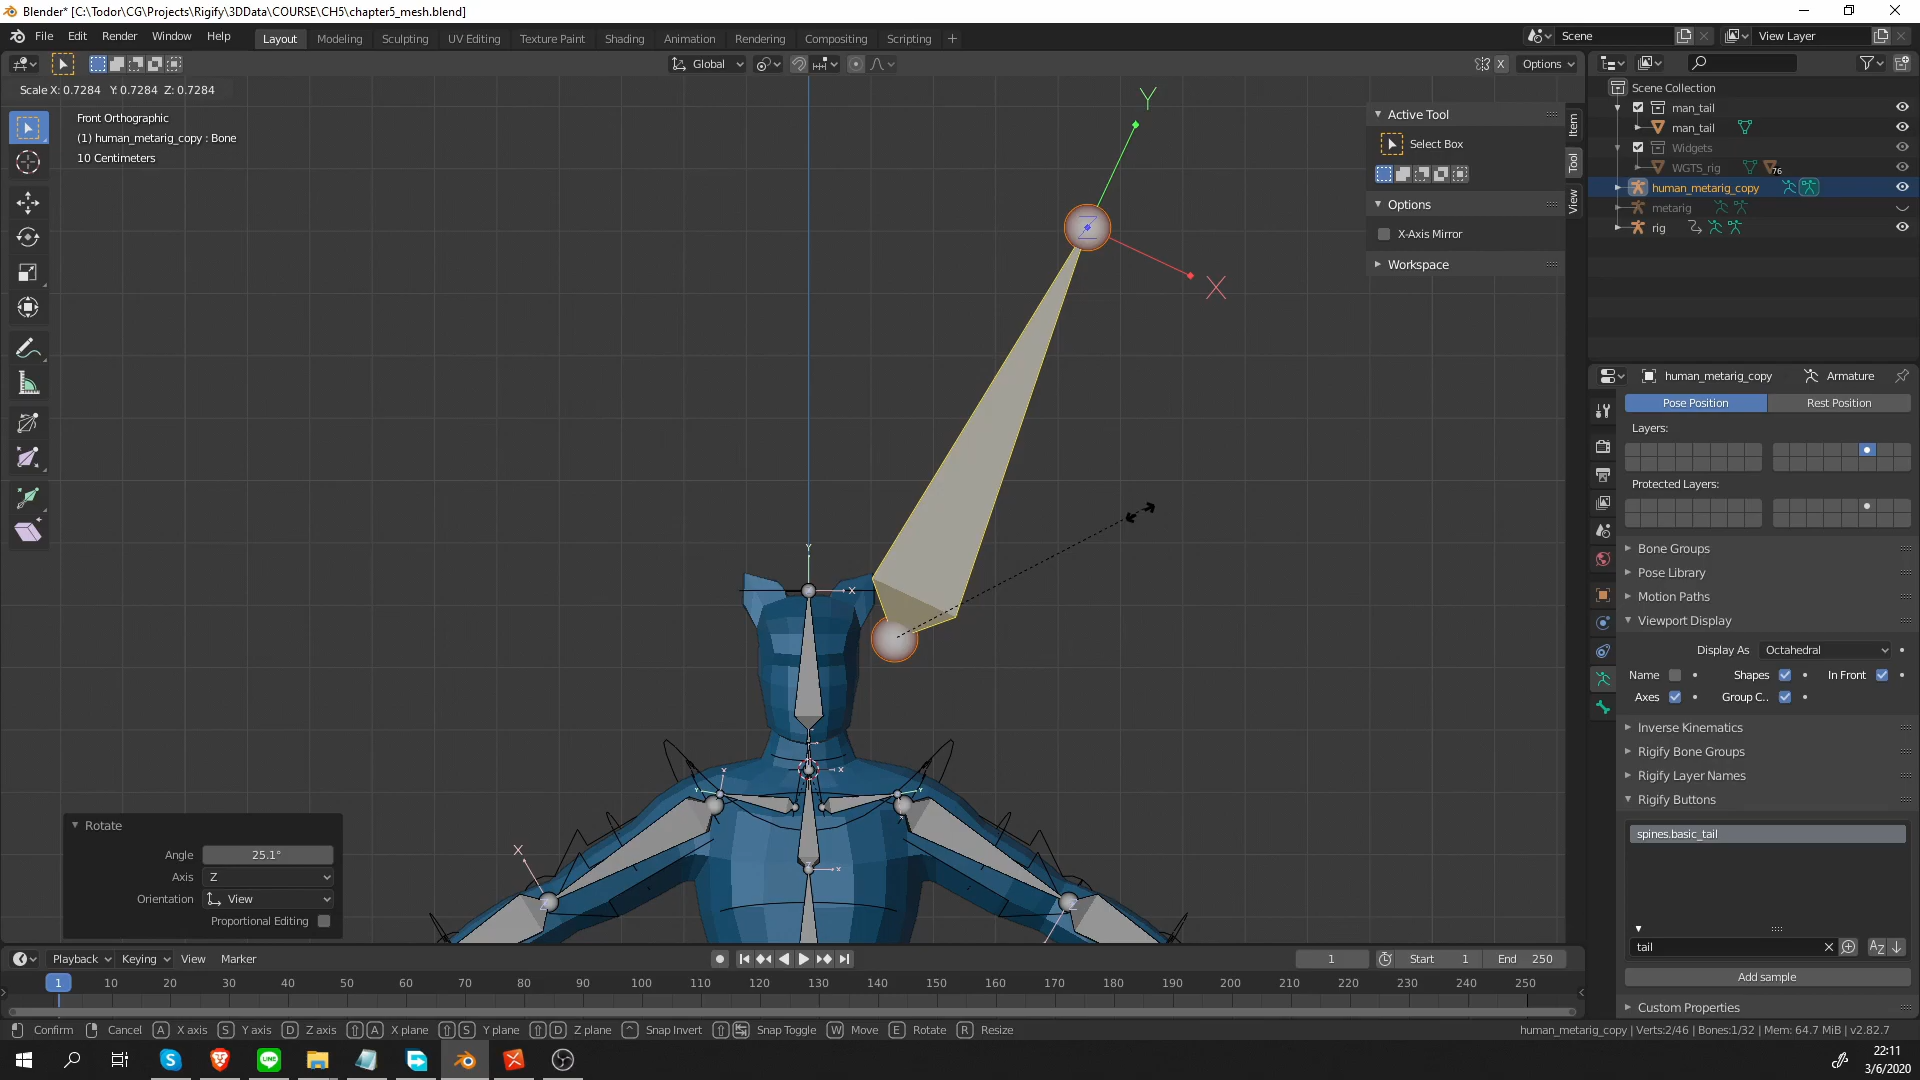 Blender* [C:\Todor\CG\Projects\Rigify\3DData\COURSE\CH5\chapter5_mesh.blend]
File Edit Render Window Help
Layout Modeling Sculpting UV Editing Texture Paint Shading Animation Rendering Compositing Scripting +
Scene
View Layer
Global
X
Options
Scale X: 0.7284 Y: 0.7284 Z: 0.7284
Front Orthographic
(1) human_metarig_copy : Bone
10 Centimeters
Y
Z
X
Active Tool
Select Box
Options
X-Axis Mirror
Workspace
Item
Tool
View
Scene Collection
man_tail
man_tail
Widgets
WGTS_rig
76
human_metarig_copy
metarig
rig
human_metarig_copy
Armature
Pose Position
Rest Position
Layers:
Protected Layers:
Bone Groups
Pose Library
Motion Paths
Viewport Display
Display As Octahedral
Name Shapes In Front
Axes Group C..
Inverse Kinematics
Rigify Bone Groups
Rigify Layer Names
Rigify Buttons
spines.basic_tail
tail
Add sample
Custom Properties
Rotate
Angle 25.1°
Axis Z
Orientation View
Proportional Editing
Playback Keying View Marker
1
Start 1
End 250
1 10 20 30 40 50 60 70 80 90 100 110 120 130 140 150 160 170 180 190 200 210 220 230 240 250
Confirm Cancel A X axis S Y axis D Z axis A X plane S Y plane D Z plane ^ Snap Invert Snap Toggle W Move E Rotate R Resize
human_metarig_copy | Verts:2/46 | Bones:1/32 | Mem: 64.7 MiB | v2.82.7
22:11
3/6/2020